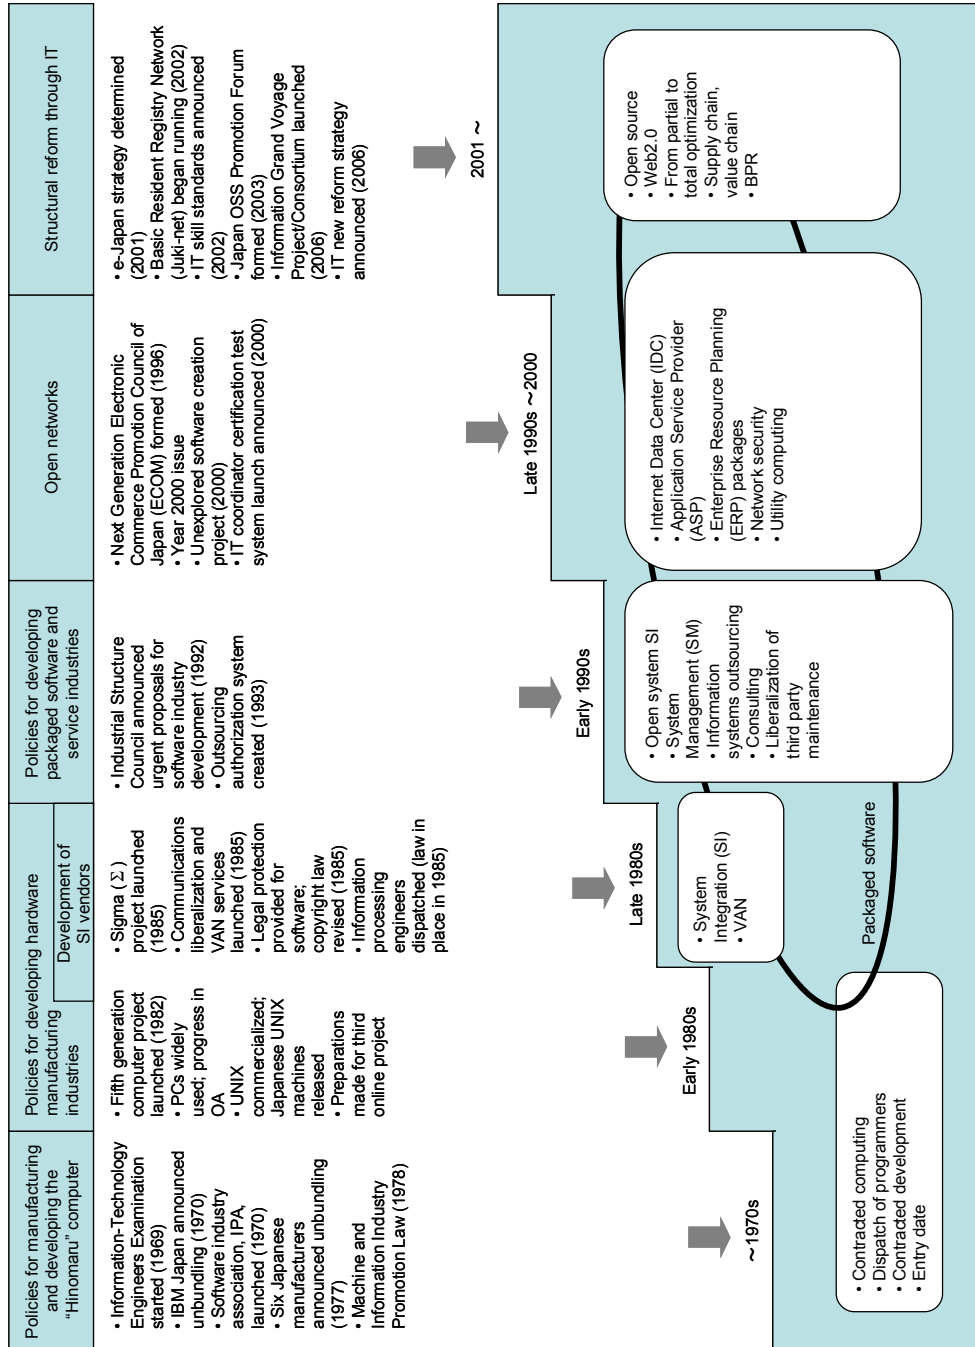 Policies for manufacturing
and developing the
“Hinomaru” computer
Policies for developing hardware
manufacturing
industries
Development of
SI vendors
Policies for developing
packaged software and
service industries
Open networks
Structural reform through IT
• Information-Technology
Engineers Examination
started (1969)
• IBM Japan announced
unbundling (1970)
• Software industry
association, IPA,
launched (1970)
• Six Japanese
manufacturers
announced unbundling
(1977)
• Machine and
Information Industry
Promotion Law (1978)
• Fifth generation
computer project
launched (1982)
• PCs widely
used; progress in
OA
• UNIX
commercialized;
Japanese UNIX
machines
released
• Preparations
made for third
online project
• Sigma (Σ)
project launched
(1985)
• Communications
liberalization and
VAN services
launched (1985)
• Legal protection
provided for
software;
copyright law
revised (1985)
• Information
processing
engineers
dispatched (law in
place in 1985)
• Industrial Structure
Council announced
urgent proposals for
software industry
development (1992)
• Outsourcing
authorization system
created (1993)
• Next Generation Electronic
Commerce Promotion Council of
Japan (ECOM) formed (1996)
• Year 2000 issue
• Unexplored software creation
project (2000)
• IT coordinator certification test
system launch announced (2000)
• e-Japan strategy determined
(2001)
• Basic Resident Registry Network
(Juki-net) began running (2002)
• IT skill standards announced
(2002)
• Japan OSS Promotion Forum
formed (2003)
• Information Grand Voyage
Project/Consortium launched
(2006)
• IT new reform strategy
announced (2006)
~1970s
Early 1980s
Late 1980s
Early 1990s
Late 1990s ~2000
2001 ~
• Contracted computing
• Dispatch of programmers
• Contracted development
• Entry date
• System
Integration (SI)
• VAN
Packaged software
• Open system SI
• System
Management (SM)
• Information
systems outsourcing
• Consulting
• Liberalization of
third party
maintenance
• Internet Data Center (IDC)
• Application Service Provider
(ASP)
• Enterprise Resource Planning
(ERP) packages
• Network security
• Utility computing
• Open source
• Web2.0
• From partial to
total optimization
• Supply chain,
value chain
• BPR